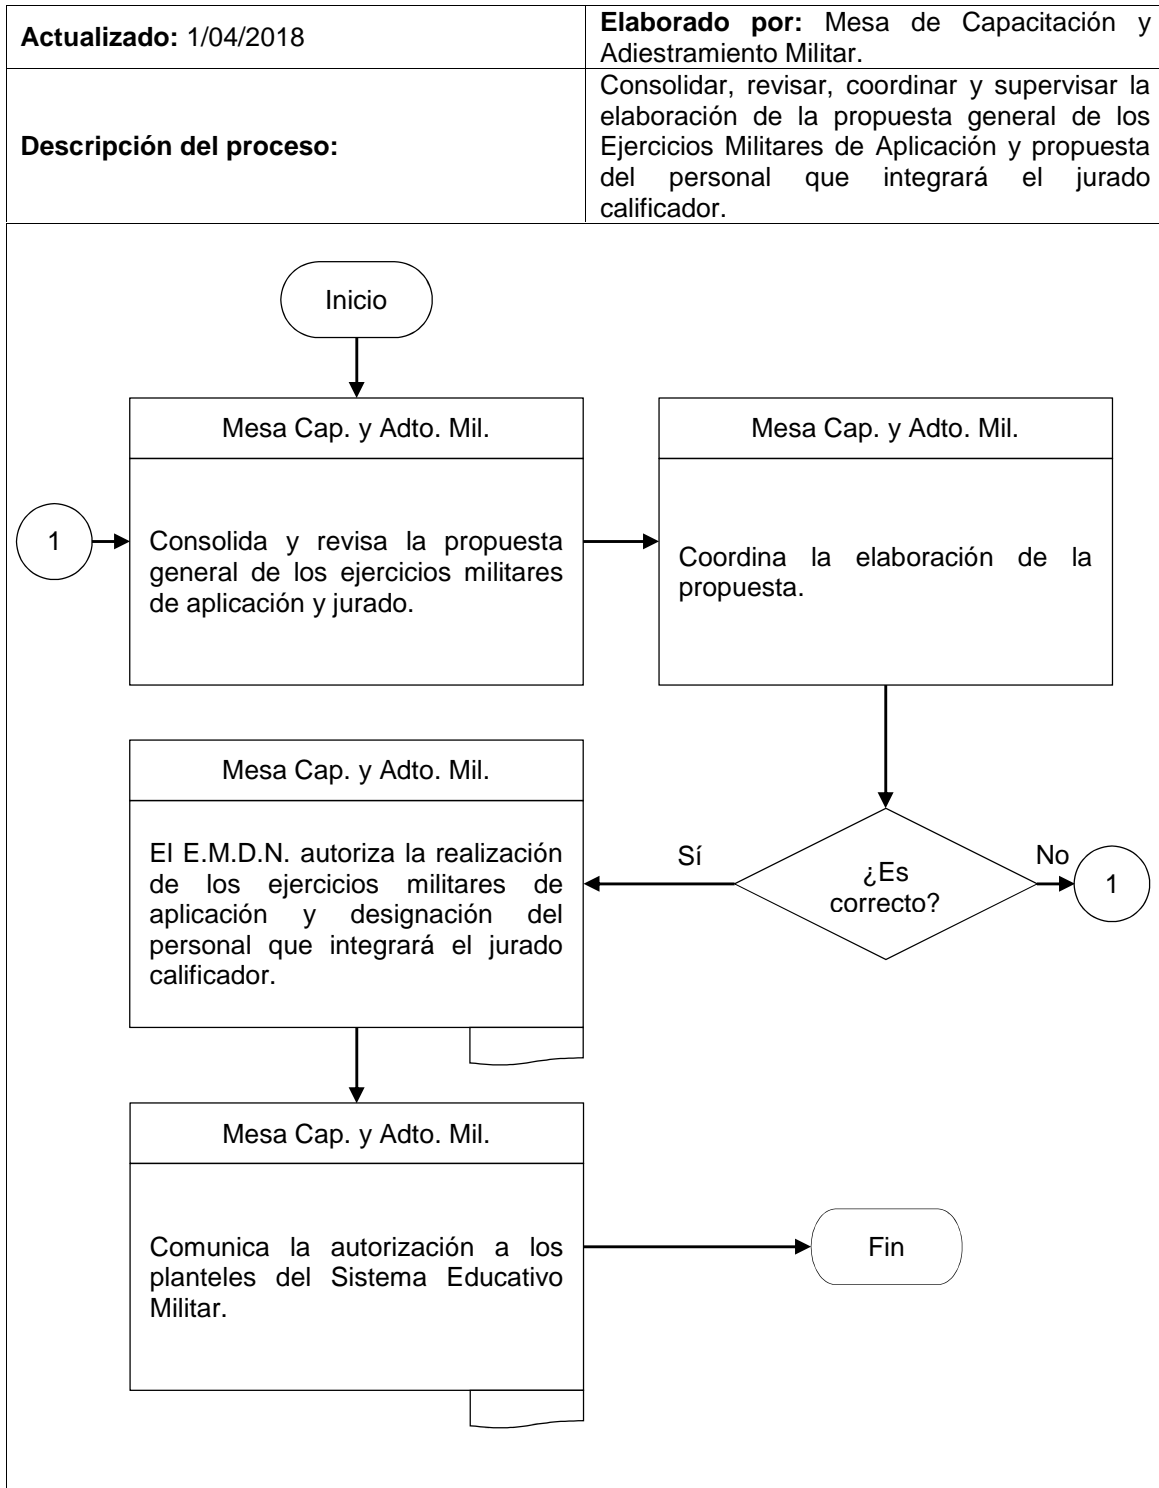 Actualizado: 1/04/2018
Elaborado por: Mesa de Capacitación y
Adiestramiento Militar.
Descripción del proceso:
Consolidar, revisar, coordinar y supervisar la
elaboración de la propuesta general de los
Ejercicios Militares de Aplicación y propuesta
del personal que integrará el jurado
calificador.
Inicio
Mesa Cap. y Adto. Mil.
1
Consolida y revisa la propuesta
general de los ejercicios militares
de aplicación y jurado.
Mesa Cap. y Adto. Mil.
Coordina la elaboración de la
propuesta.
¿Es
correcto?
Sí
No
1
Mesa Cap. y Adto. Mil.
El E.M.D.N. autoriza la realización
de los ejercicios militares de
aplicación y designación del
personal que integrará el jurado
calificador.
Mesa Cap. y Adto. Mil.
Comunica la autorización a los
planteles del Sistema Educativo
Militar.
Fin